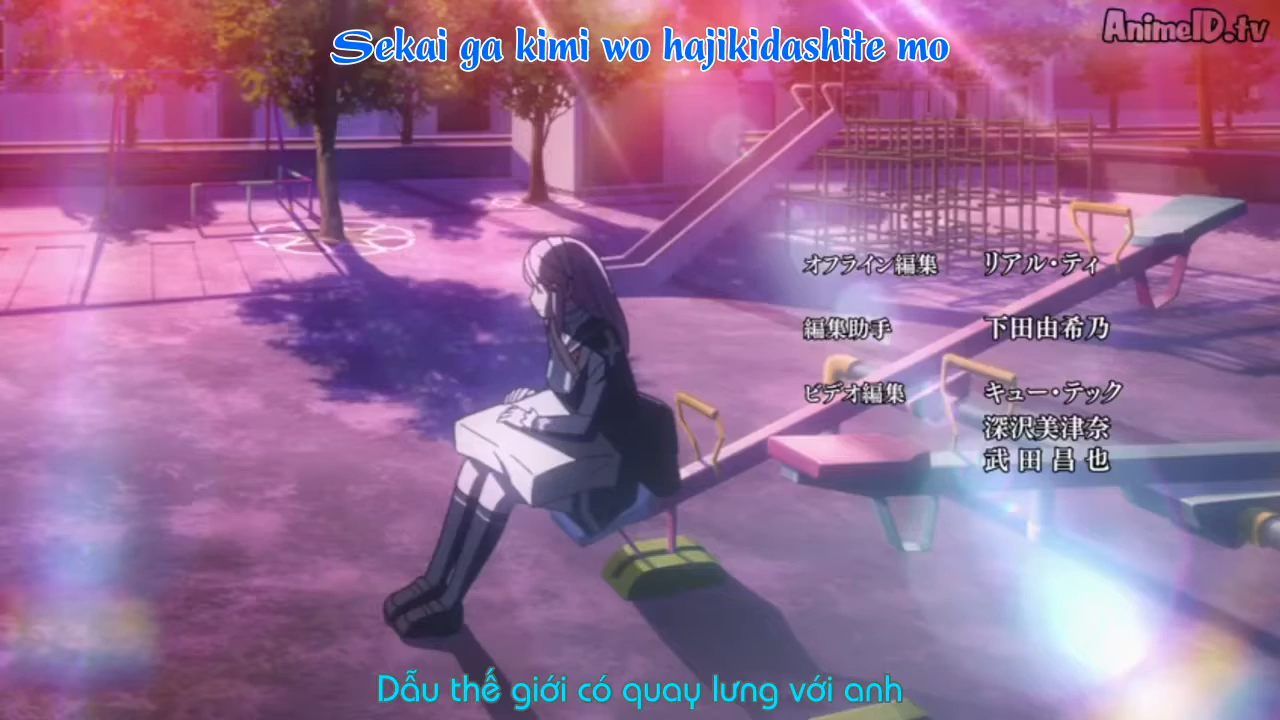 Sekai ga kimi wo hajikidashite mo
AnimeID.tv
オフライン編集 リアル・ティ
編集助手 下田由希乃
ビデオ編集 キュー・テック
深沢美津奈
武田昌也
Dẫu thế giới có quay lưng với anh